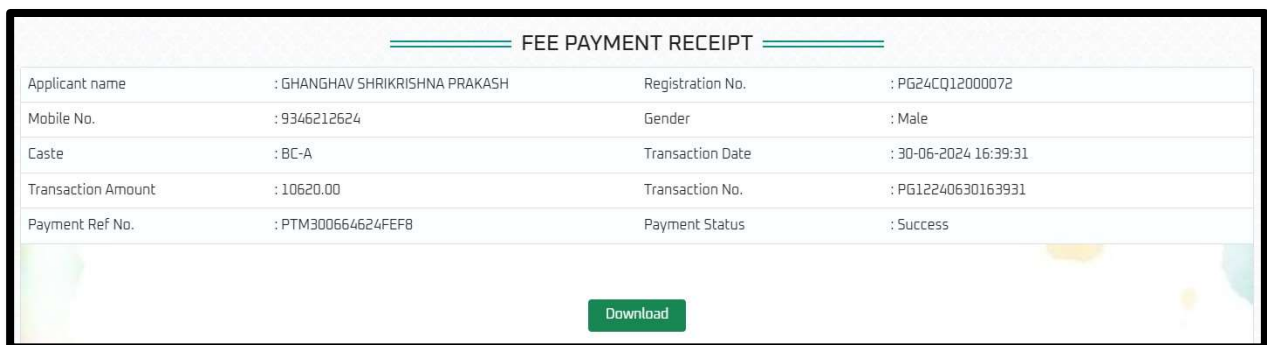 FEE PAYMENT RECEIPT
Applicant name : GHANGHAV SHRIKRISHNA PRAKASH Registration No. : PG24CQ12000072
Mobile No. : 9346212624 Gender : Male
Caste : BC-A Transaction Date : 30-06-2024 16:39:31
Transaction Amount : 10620.00 Transaction No. : PG12240630163931
Payment Ref No. : PTM300664624FEF8 Payment Status : Success
Download